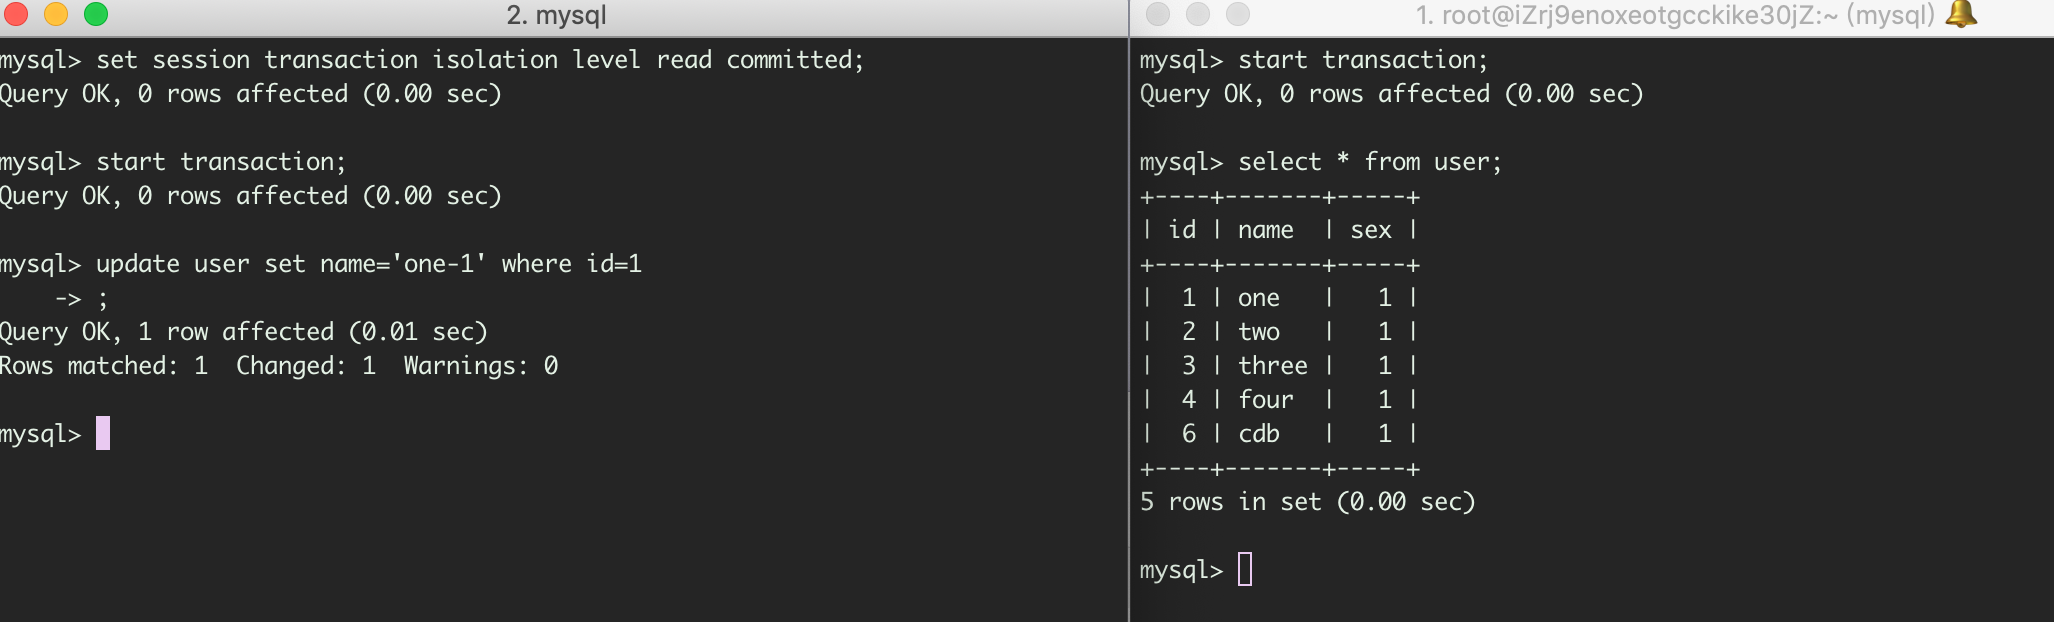 2. mysql
mysql> set session transaction isolation level read committed;
Query OK, 0 rows affected (0.00 sec)
mysql> start transaction;
Query OK, 0 rows affected (0.00 sec)
mysql> update user set name='one-1' where id=1
    -> ;
Query OK, 1 row affected (0.01 sec)
Rows matched: 1  Changed: 1  Warnings: 0
mysql>
1. root@iZrj9enoxeotgcckike30jZ:~ (mysql)
mysql> start transaction;
Query OK, 0 rows affected (0.00 sec)
mysql> select * from user;
+----+-------+-----+
| id | name  | sex |
+----+-------+-----+
|  1 | one   |   1 |
|  2 | two   |   1 |
|  3 | three |   1 |
|  4 | four  |   1 |
|  6 | cdb   |   1 |
+----+-------+-----+
5 rows in set (0.00 sec)
mysql>